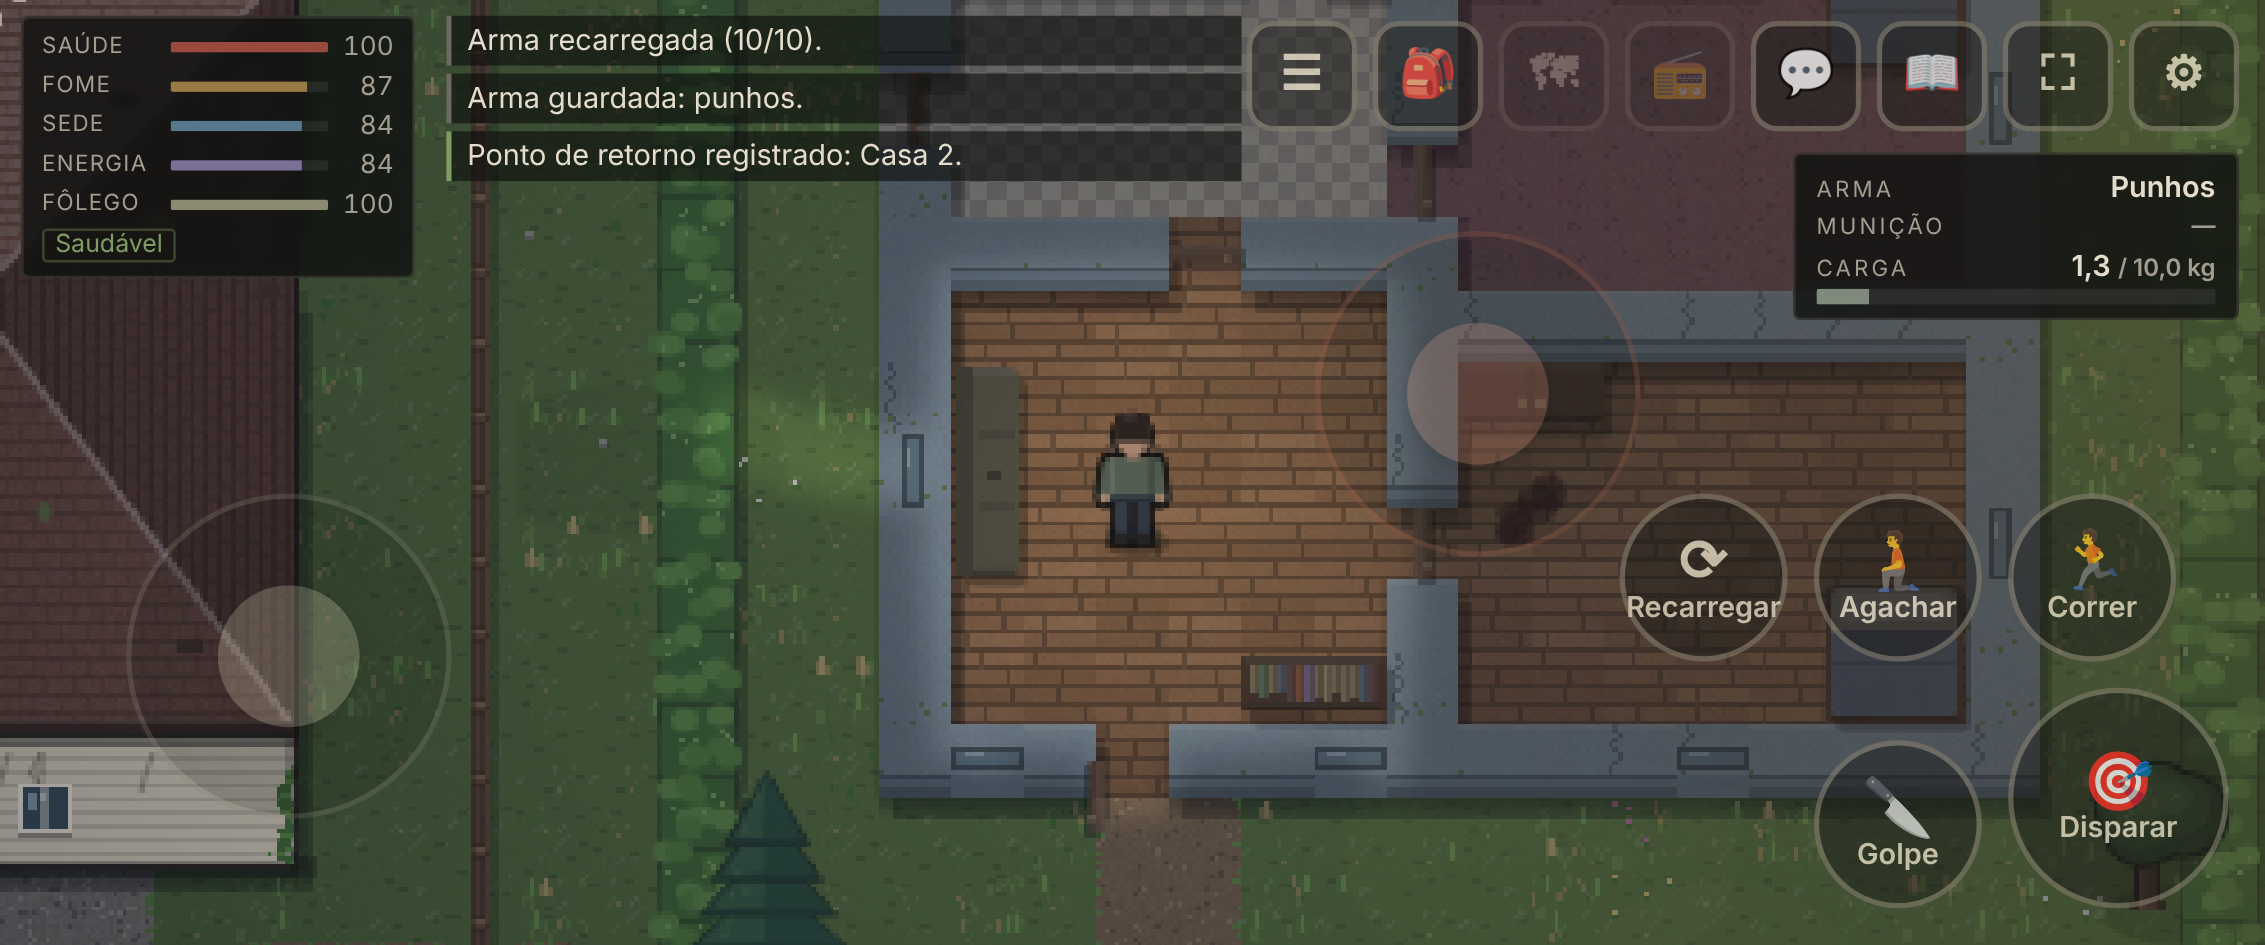 SAÚDE 100
FOME 87
SEDE 84
ENERGIA 84
FÔLEGO 100
Saudável
Arma recarregada (10/10).
Arma guardada: punhos.
Ponto de retorno registrado: Casa 2.
ARMA Punhos
MUNIÇÃO —
CARGA 1,3 / 10,0 kg
Recarregar
Agachar
Correr
Golpe
Disparar